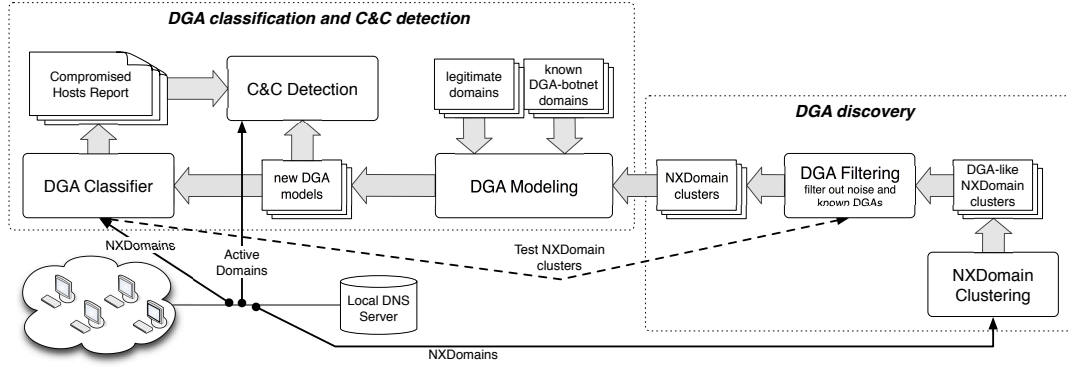 DGA classification and C&C detection
Compromised
Hosts Report
C&C Detection
legitimate
domains
known
DGA-botnet
domains
DGA discovery
DGA Classifier
new DGA
models
DGA Modeling
NXDomain
clusters
DGA Filtering
filter out noise and
known DGAs
DGA-like
NXDomain
clusters
NXDomains
Active
Domains
Test NXDomain
clusters
NXDomain
Clustering
Local DNS
Server
NXDomains